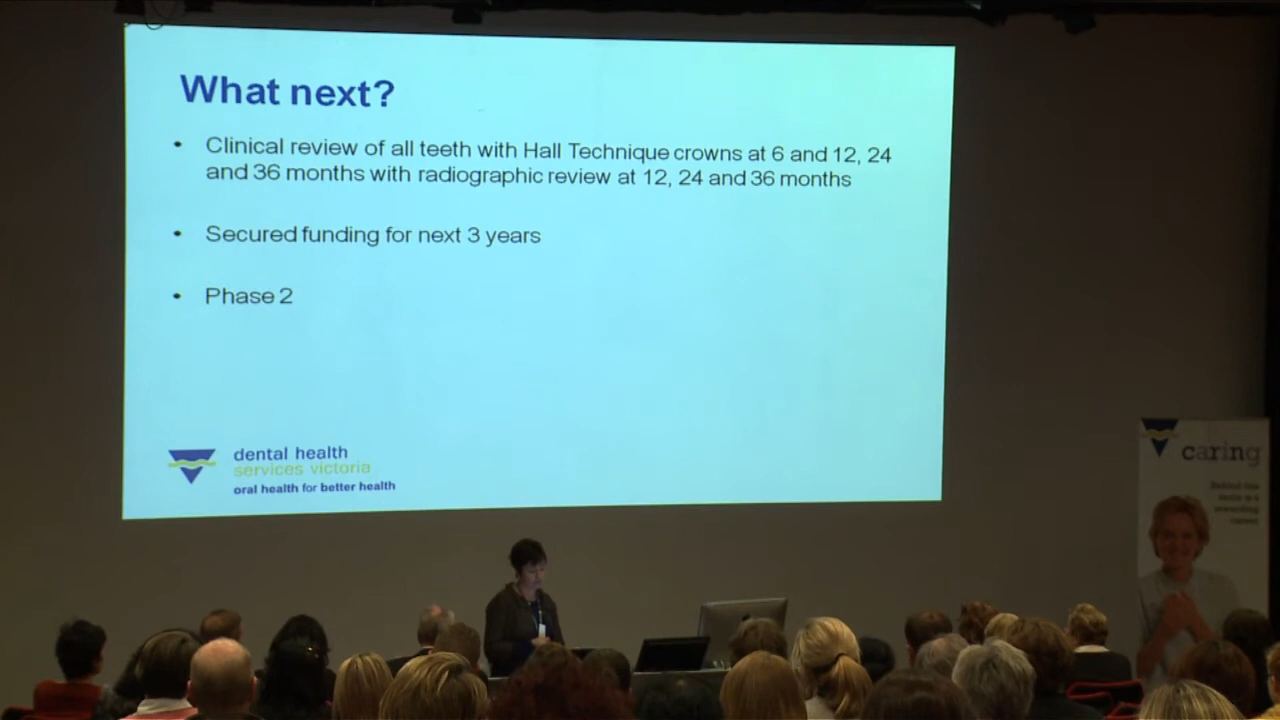 What next?
• Clinical review of all teeth with Hall Technique crowns at 6 and 12, 24
and 36 months with radiographic review at 12, 24 and 36 months
• Secured funding for next 3 years
• Phase 2
dental health
services victoria
oral health for better health
caring